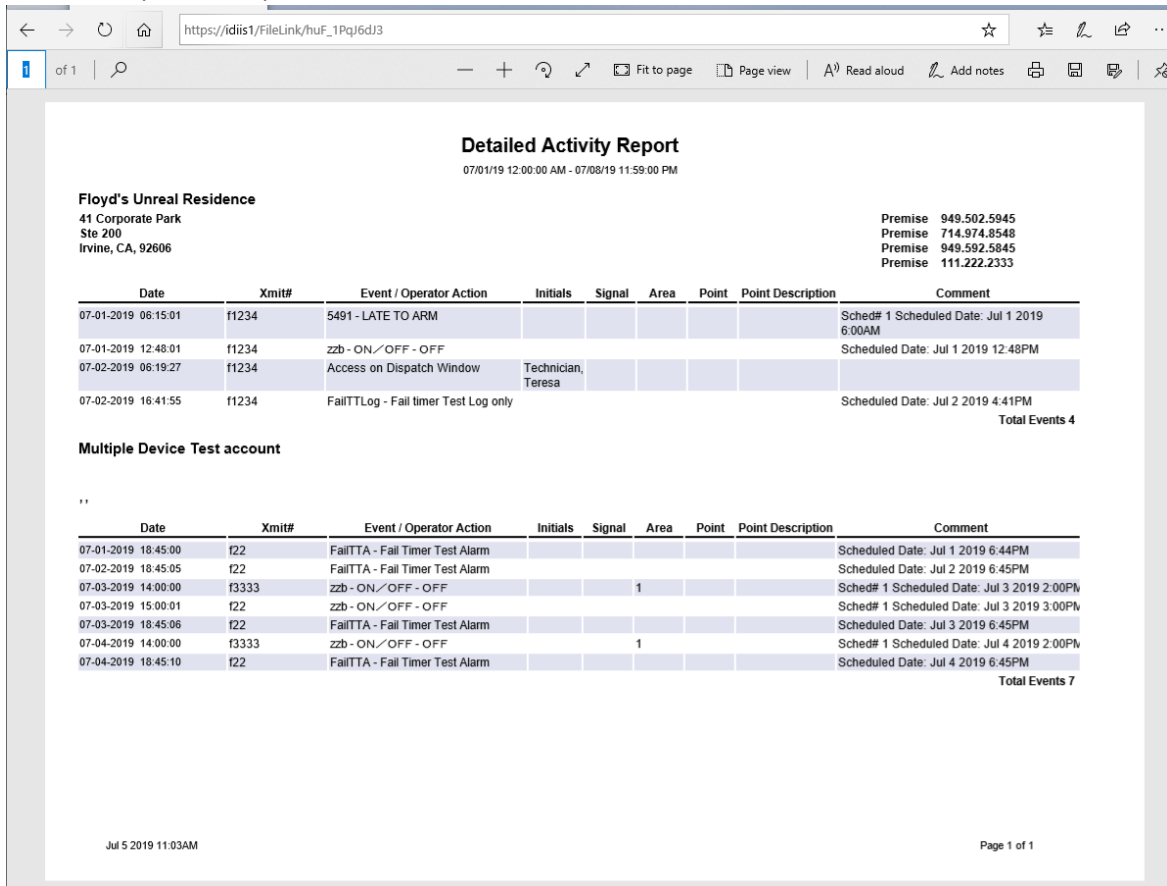 https://idiis1/FileLink/huF_1PqJ6dJ3
1 of 1 Fit to page Page view Read aloud Add notes
Detailed Activity Report
07/01/19 12:00:00 AM - 07/08/19 11:59:00 PM
Floyd's Unreal Residence
41 Corporate Park Premise 949.502.5945
Ste 200 Premise 714.974.8548
Irvine, CA, 92606 Premise 949.592.5845
Premise 111.222.2333
Date Xmit# Event / Operator Action Initials Signal Area Point Point Description Comment
07-01-2019 06:15:01 f1234 5491 - LATE TO ARM Sched# 1 Scheduled Date: Jul 1 2019
6:00AM
07-01-2019 12:48:01 f1234 zzb - ON／OFF - OFF Scheduled Date: Jul 1 2019 12:48PM
07-02-2019 06:19:27 f1234 Access on Dispatch Window Technician,
Teresa
07-02-2019 16:41:55 f1234 FailTTLog - Fail timer Test Log only Scheduled Date: Jul 2 2019 4:41PM
Total Events 4
Multiple Device Test account
, ,
Date Xmit# Event / Operator Action Initials Signal Area Point Point Description Comment
07-01-2019 18:45:00 f22 FailTTA - Fail Timer Test Alarm Scheduled Date: Jul 1 2019 6:44PM
07-02-2019 18:45:05 f22 FailTTA - Fail Timer Test Alarm Scheduled Date: Jul 2 2019 6:45PM
07-03-2019 14:00:00 f3333 zzb - ON／OFF - OFF 1 Sched# 1 Scheduled Date: Jul 3 2019 2:00PM
07-03-2019 15:00:01 f22 zzb - ON／OFF - OFF Sched# 1 Scheduled Date: Jul 3 2019 3:00PM
07-03-2019 18:45:06 f22 FailTTA - Fail Timer Test Alarm Scheduled Date: Jul 3 2019 6:45PM
07-04-2019 14:00:00 f3333 zzb - ON／OFF - OFF 1 Sched# 1 Scheduled Date: Jul 4 2019 2:00PM
07-04-2019 18:45:10 f22 FailTTA - Fail Timer Test Alarm Scheduled Date: Jul 4 2019 6:45PM
Total Events 7
Jul 5 2019 11:03AM Page 1 of 1